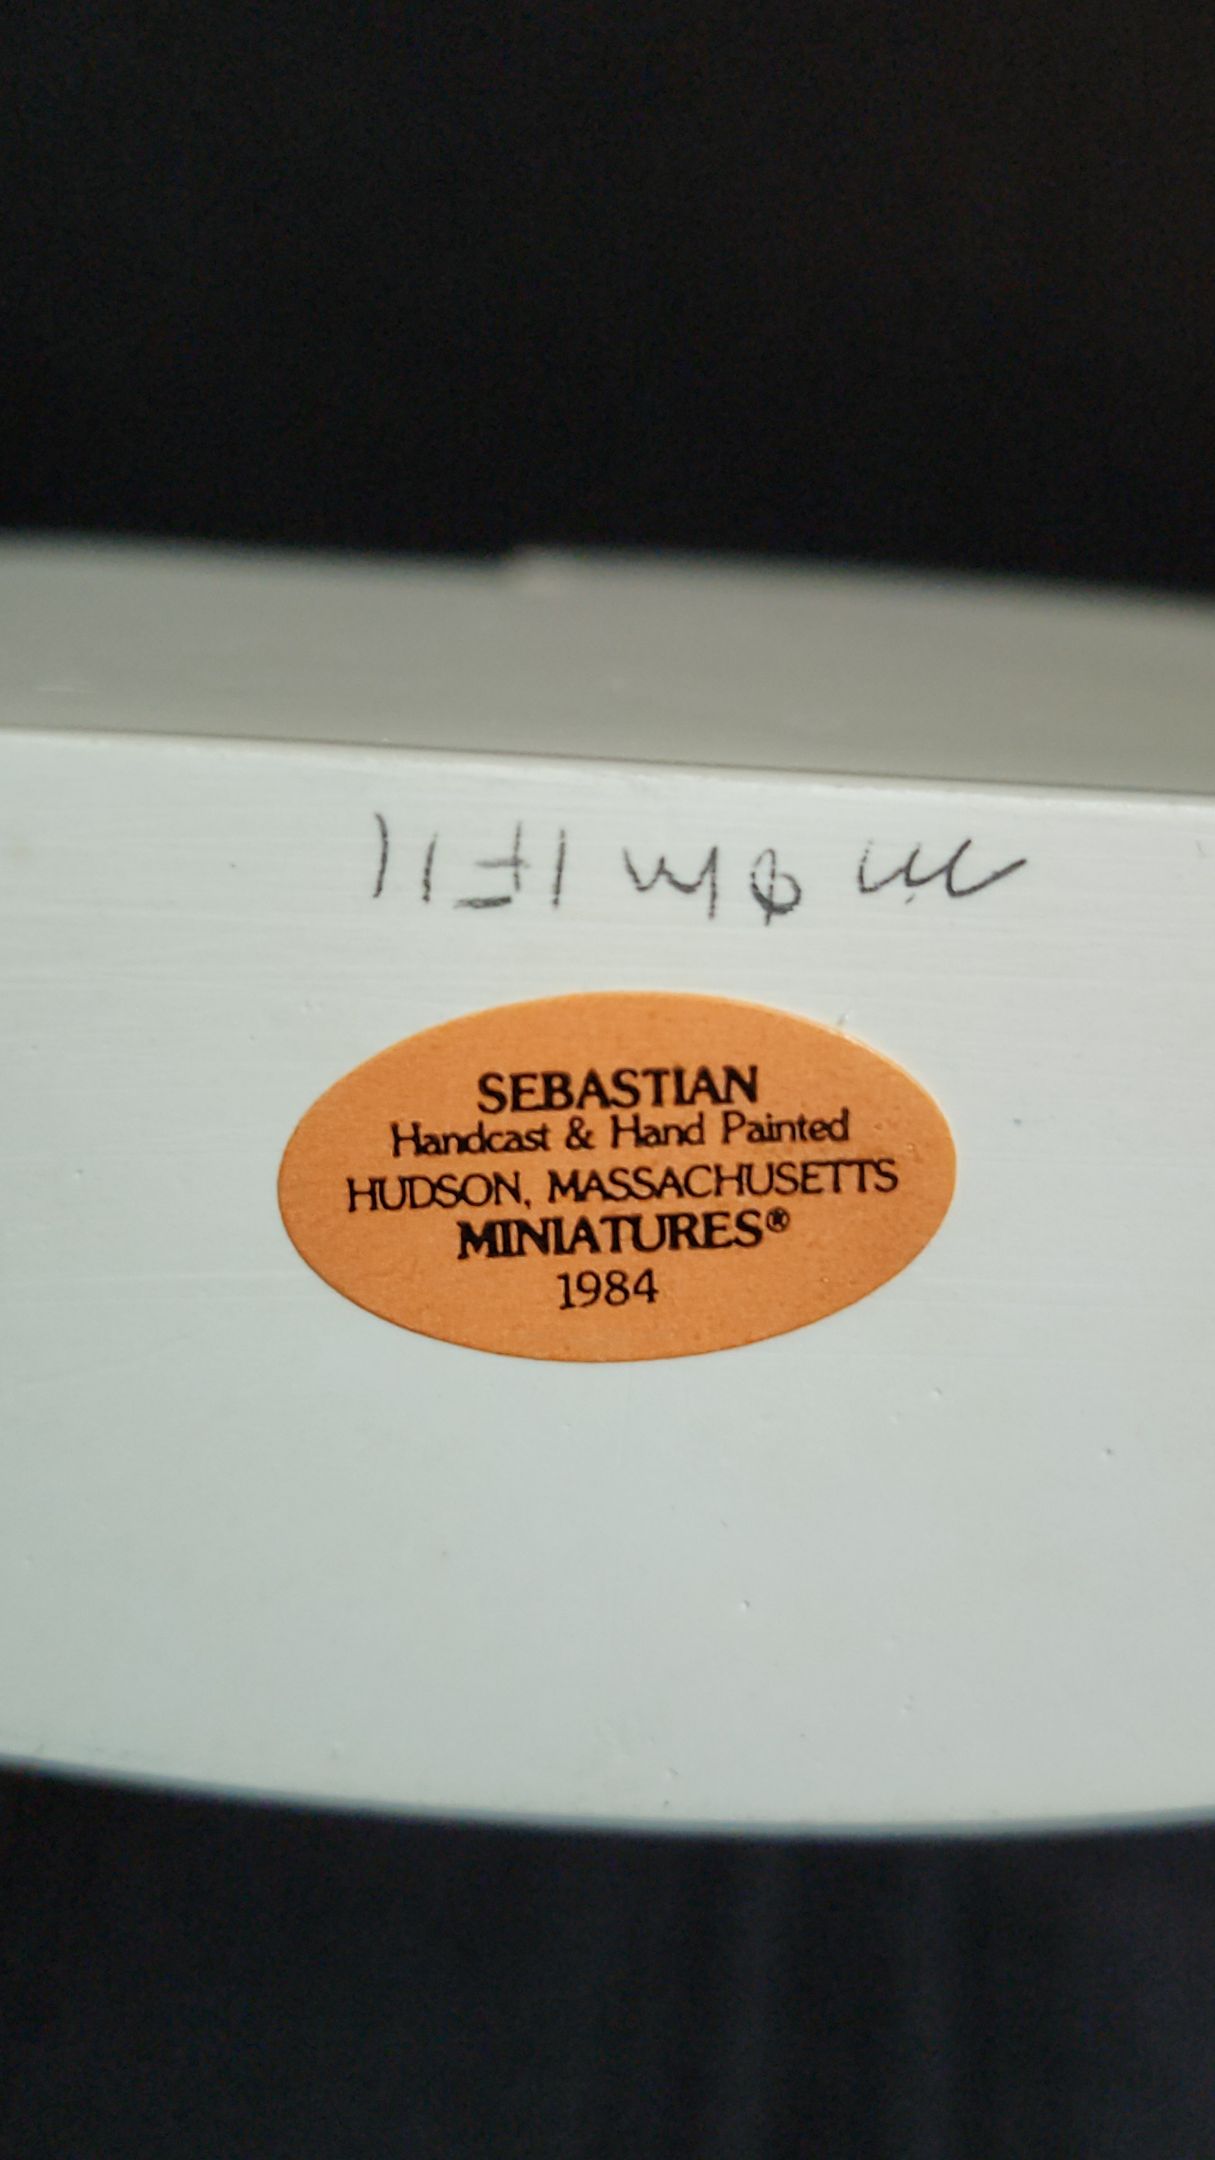 SEBASTIAN
Handcast & Hand Painted
HUDSON, MASSACHUSETTS
MINIATURES®
1984